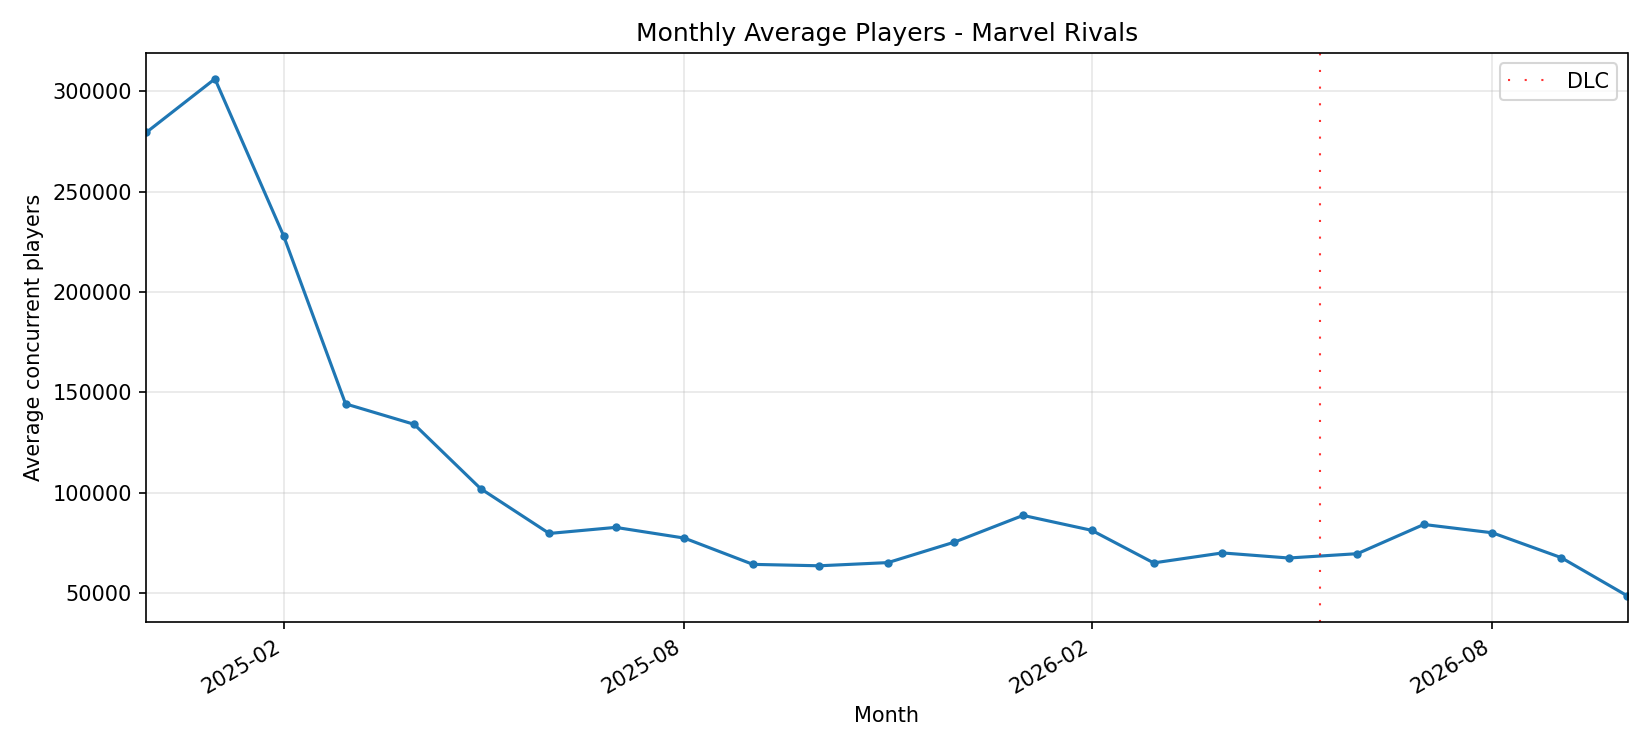 Monthly Average Players - Marvel Rivals
DLC
300000
250000
200000
150000
100000
50000
Average concurrent players
2025-02
2025-08
2026-02
2026-08
Month